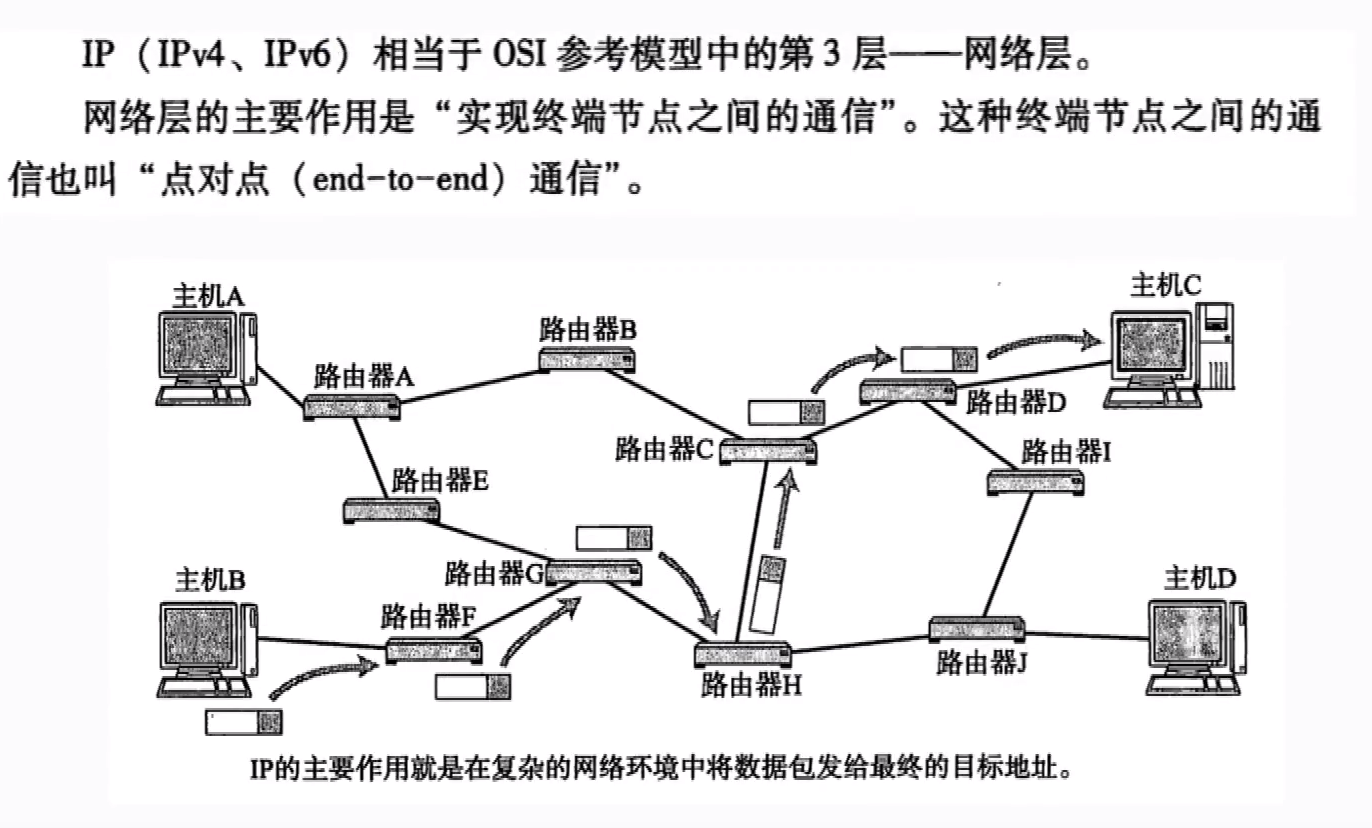 IP（IPv4、IPv6）相当于 OSI 参考模型中的第 3 层——网络层。
网络层的主要作用是“实现终端节点之间的通信”。这种终端节点之间的通
信也叫“点对点（end-to-end）通信”。
主机A
主机C
路由器B
路由器A
路由器D
路由器C
路由器I
路由器E
路由器G
主机B
主机D
路由器F
路由器J
路由器H
IP的主要作用就是在复杂的网络环境中将数据包发给最终的目标地址。